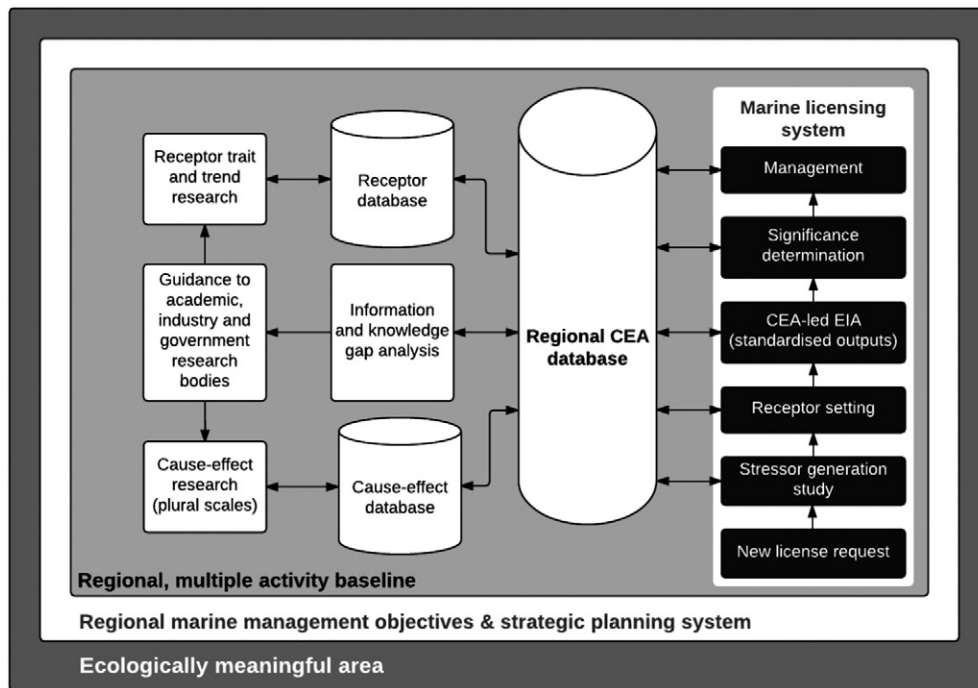 Receptor trait
and trend
research
Receptor
database
Guidance to
academic,
industry and
government
research
bodies
Information
and knowledge
gap analysis
Cause-effect
research
(plural scales)
Cause-effect
database
Regional CEA
database
Marine licensing
system
Management
Significance
determination
CEA-led EIA
(standardised outputs)
Receptor setting
Stressor generation
study
New license request
Regional, multiple activity baseline
Regional marine management objectives & strategic planning system
Ecologically meaningful area